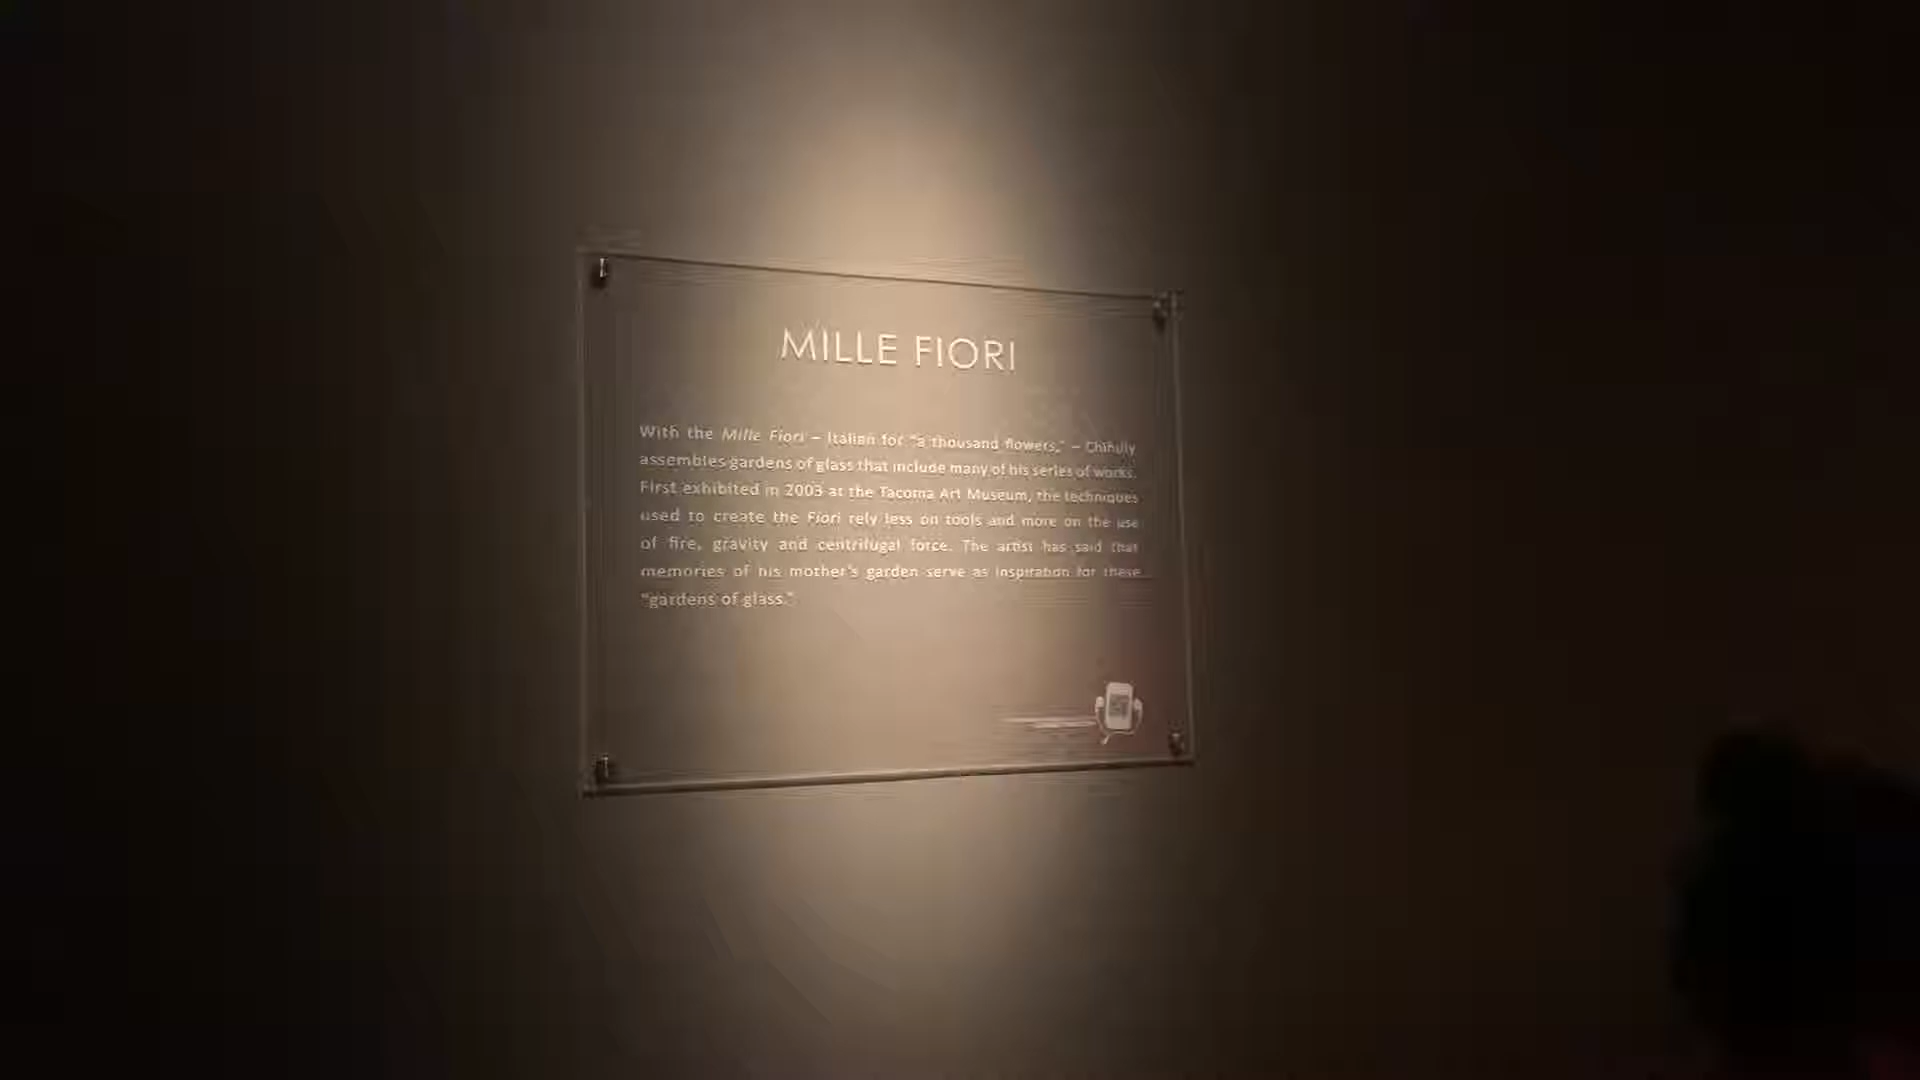 MILLE FIORI
With the Mille Fiori – Italian for "a thousand flowers," – Chihuly
assembles gardens of glass that include many of his series of works.
First exhibited in 2003 at the Tacoma Art Museum, the techniques
used to create the Fiori rely less on tools and more on the use
of fire, gravity and centrifugal force. The artist has said that
memories of his mother's garden serve as inspiration for these
"gardens of glass."